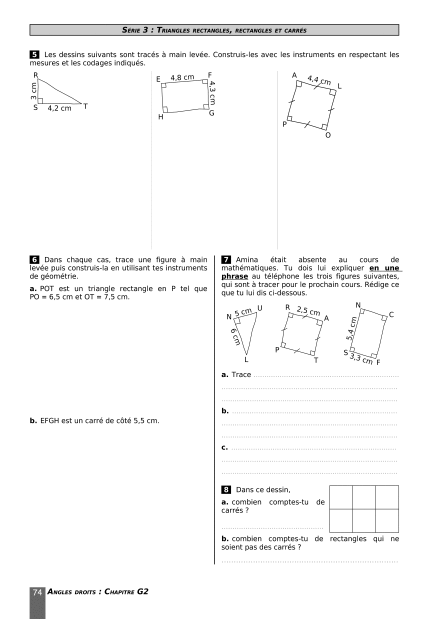 SÉRIE 3 : TRIANGLES RECTANGLES, RECTANGLES ET CARRÉS
5 Les dessins suivants sont tracés à main levée. Construis-les avec les instruments en respectant les
mesures et les codages indiqués.
R
3 cm
S 4,2 cm T
E 4,8 cm F
4,3 cm
H G
A 4,4 cm L
P O
6 Dans chaque cas, trace une figure à main
levée puis construis-la en utilisant tes instruments
de géométrie.
a. POT est un triangle rectangle en P tel que
PO = 6,5 cm et OT = 7,5 cm.
b. EFGH est un carré de côté 5,5 cm.
7 Amina était absente au cours de
mathématiques. Tu dois lui expliquer en une
phrase au téléphone les trois figures suivantes,
qui sont à tracer pour le prochain cours. Rédige ce
que tu lui dis ci-dessous.
N 5 cm U
6 cm
L
R 2,5 cm A
P T
N C
5,4 cm
S 3,3 cm F
a. Trace
b.
c.
8 Dans ce dessin,
a. combien comptes-tu de
carrés ?
b. combien comptes-tu de rectangles qui ne
soient pas des carrés ?
74 ANGLES DROITS : CHAPITRE G2